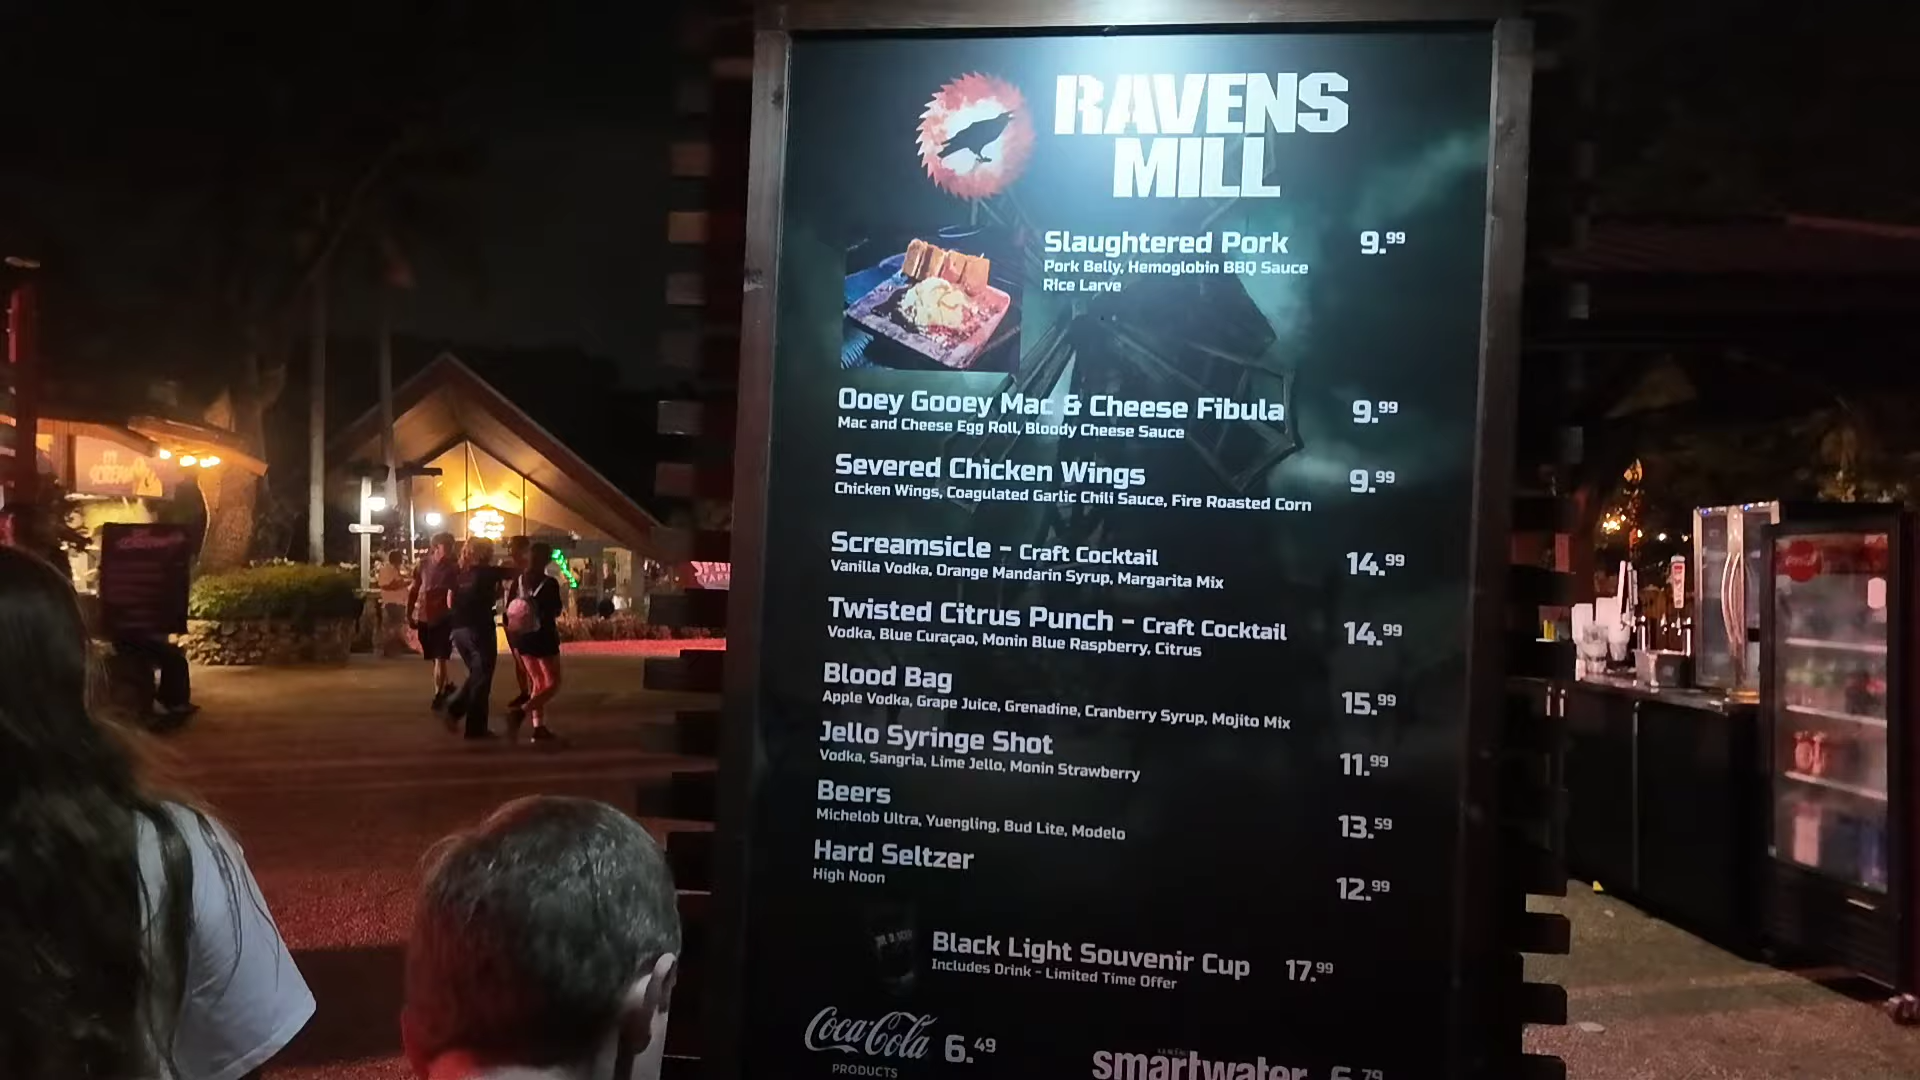 RAVENS
MILL
Slaughtered Pork 9.99
Pork Belly, Hemoglobin BBQ Sauce
Rice Larve
Ooey Gooey Mac & Cheese Fibula 9.99
Mac and Cheese Egg Roll, Bloody Cheese Sauce
Severed Chicken Wings 9.99
Chicken Wings, Coagulated Garlic Chili Sauce, Fire Roasted Corn
Screamsicle - Craft Cocktail 14.99
Vanilla Vodka, Orange Mandarin Syrup, Margarita Mix
Twisted Citrus Punch - Craft Cocktail 14.99
Vodka, Blue Curaçao, Monin Blue Raspberry, Citrus
Blood Bag 15.99
Apple Vodka, Grape Juice, Grenadine, Cranberry Syrup, Mojito Mix
Jello Syringe Shot 11.99
Vodka, Sangria, Lime Jello, Monin Strawberry
Beers 13.59
Michelob Ultra, Yuengling, Bud Lite, Modelo
Hard Seltzer 12.99
High Noon
Black Light Souvenir Cup 17.99
Includes Drink - Limited Time Offer
Coca-Cola 6.49
PRODUCTS
smartwater 6.79